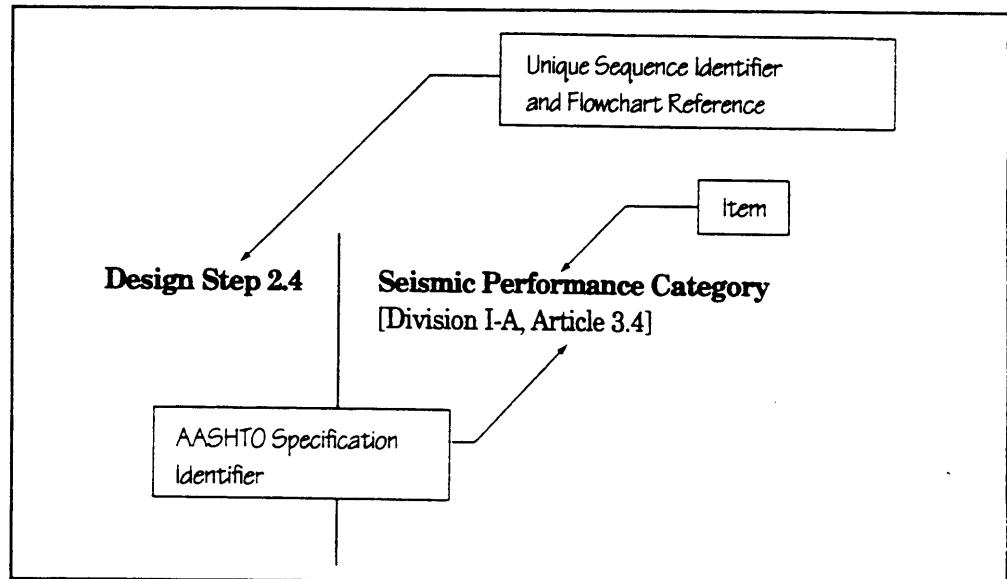 Unique Sequence Identifier
and Flowchart Reference
Item
Design Step 2.4
Seismic Performance Category
[Division I-A, Article 3.4]
AASHTO Specification
Identifier